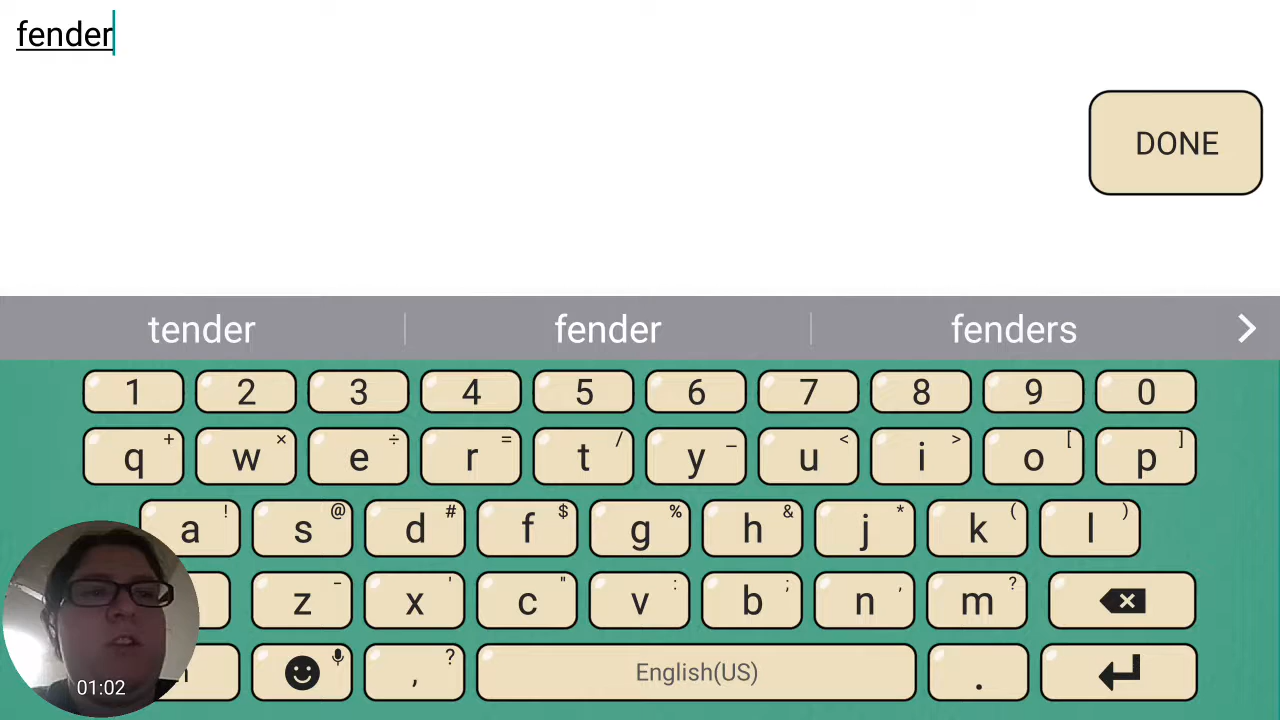 fender
DONE
tender fender fenders
1 2 3 4 5 6 7 8 9 0
q + w × e ÷ r = t / y _ u < i > o [ p ]
a ! s @ d # f $ g % h & j * k ( l )
z - x ' c " v : b ; n , m ?
, ? English(US) .
01:02